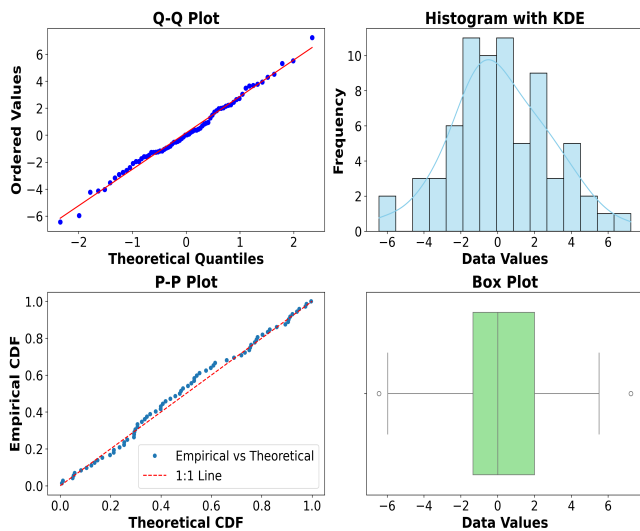 Q-Q Plot
Ordered Values
6
4
2
0
−2
−4
−6
−2 −1 0 1 2
Theoretical Quantiles
Histogram with KDE
Frequency
10
8
6
4
2
0
−6 −4 −2 0 2 4 6
Data Values
P-P Plot
Empirical CDF
1.0
0.8
0.6
0.4
0.2
0.0
Empirical vs Theoretical
1:1 Line
0.0 0.2 0.4 0.6 0.8 1.0
Theoretical CDF
Box Plot
−6 −4 −2 0 2 4 6
Data Values